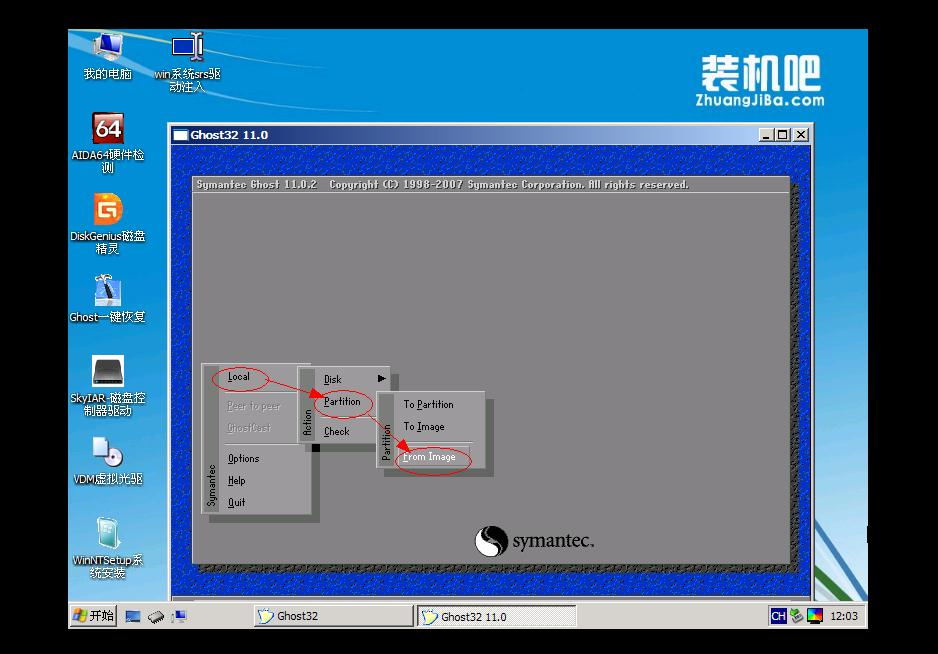 我的电脑
win系统srs驱
动注入
装机吧
ZhuangJiBa.com
AIDA64硬件检
测
64
DiskGenius磁盘
精灵
Ghost一键恢复
SkyIAR-磁盘控
制器驱动
VDM虚拟光驱
WinNTSetup系
统安装
Ghost32 11.0
Symantec Ghost 11.0.2 Copyright (C) 1998-2007 Symantec Corporation. All rights reserved.
Symantec
Local
Peer to peer
GhostCast
Options
Help
Quit
Action
Disk
Partition
Check
Partition
To Partition
To Image
From Image
symantec.
开始
Ghost32
Ghost32 11.0
CH
12:03